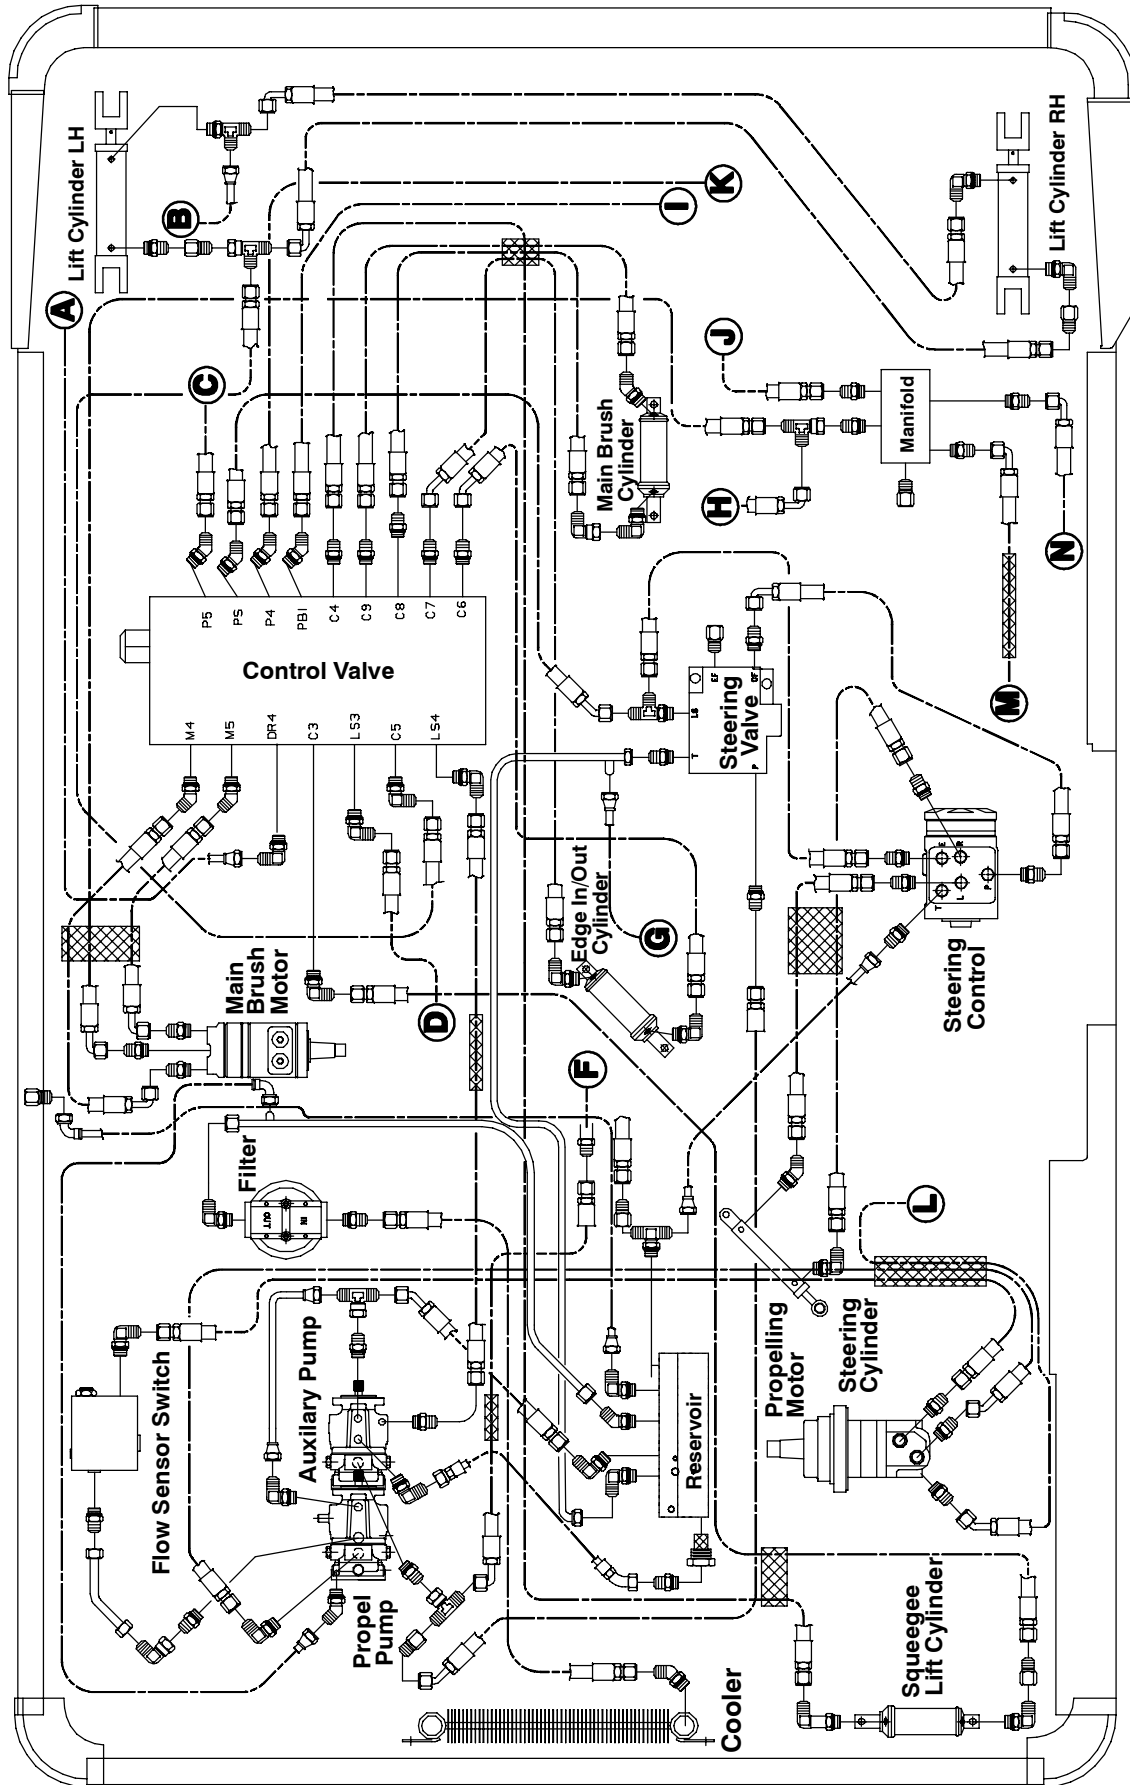 Lift Cylinder LH
Lift Cylinder RH
A
B
C
K
I
J
H
N
M
P5
PS
P4
PB1
C4
C9
C8
C7
C6
Control Valve
M4
M5
DR4
C3
LS3
C5
LS4
Main Brush
Cylinder
Manifold
EF
OF
LS
T
P
Steering
Valve
Edge In/Out
Cylinder
G
D
F
L
T
E
L
R
P
Steering
Control
Main
Brush
Motor
Filter
OUT
IN
Flow Sensor Switch
Auxilary Pump
Propel
Pump
Reservoir
Propelling
Motor
Steering
Cylinder
Squeegee
Lift Cylinder
Cooler